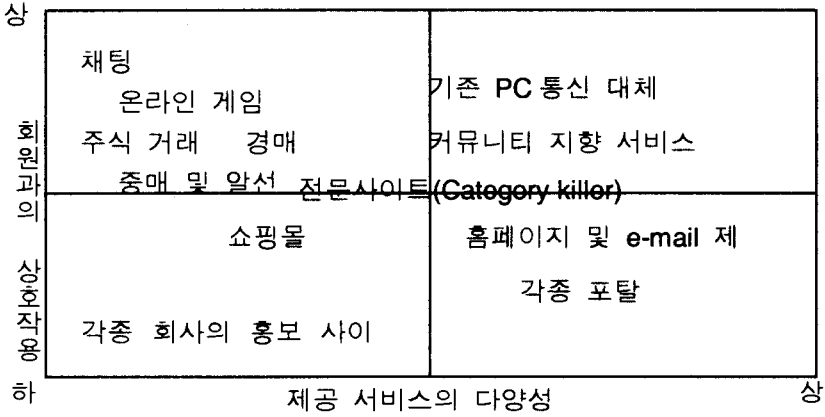 상
채팅
온라인 게임
주식 거래 경매
중매 및 알선
기존 PC통신 대체
커뮤니티 지향 서비스
전문사이트(Category killer)
회원과의 상호작용
쇼핑몰
각종 회사의 홍보 사이
홈페이지 및 e-mail 제
각종 포탈
하
제공 서비스의 다양성
상